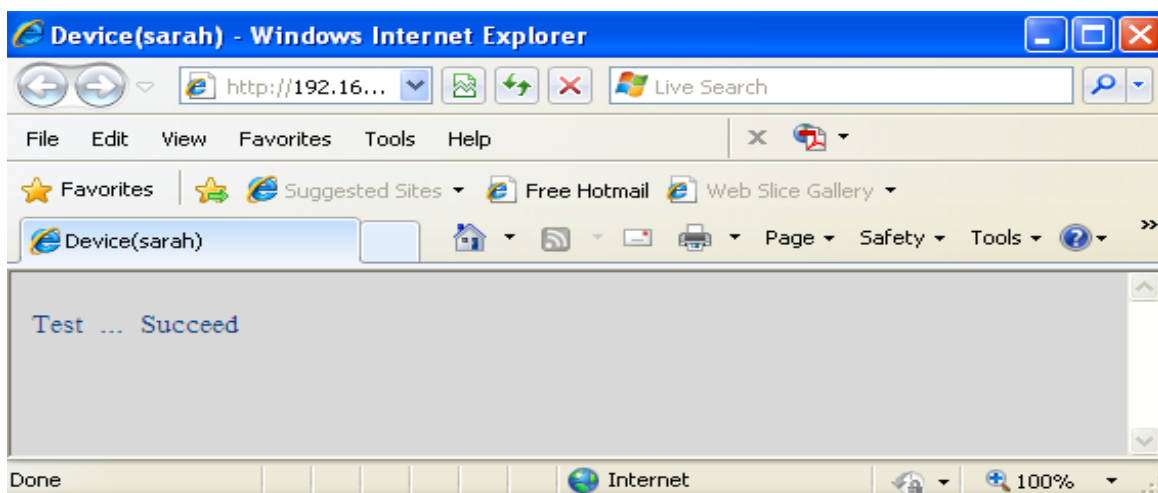 Device(sarah) - Windows Internet Explorer
http://192.16... Live Search
File Edit View Favorites Tools Help
Favorites Suggested Sites Free Hotmail Web Slice Gallery
Device(sarah) Page Safety Tools »
Test ... Succeed
Done Internet 100%